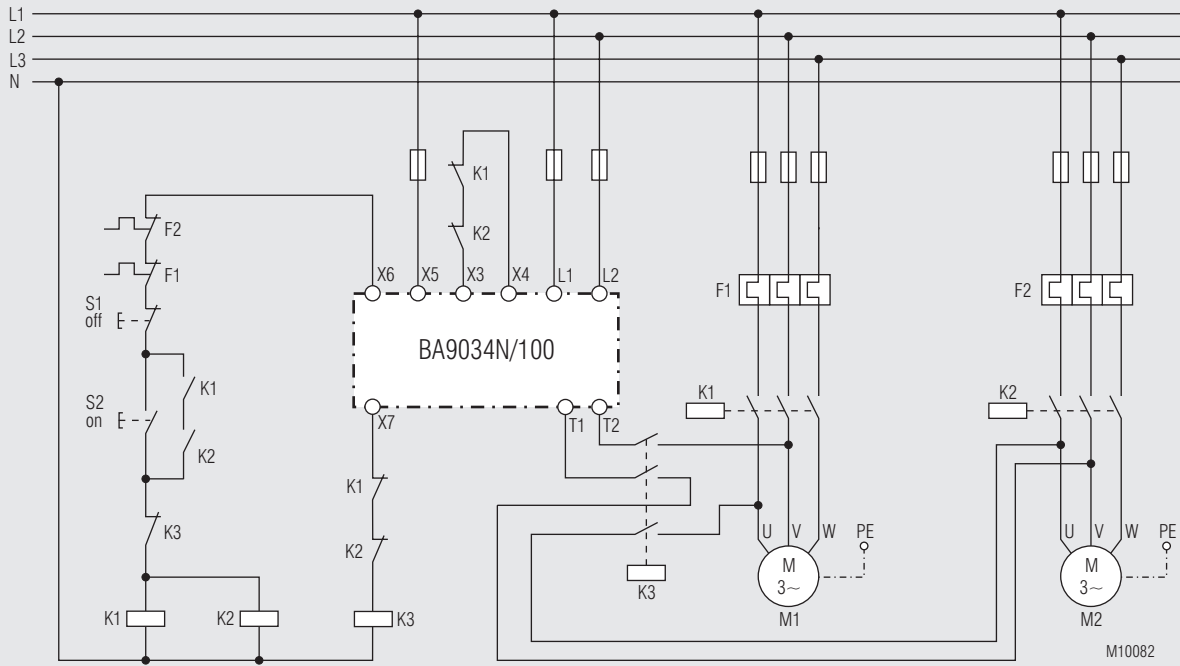 L1
L2
L3
N
K1
K2
F2
F1
S1
off
K1
S2
on
K2
K3
K1
K2
X6
X5
X3
X4
L1
L2
BA9034N/100
X7
T1
T2
K1
K2
K3
K3
F1
K1
U
V
W
PE
M
3~
M1
F2
K2
U
V
W
PE
M
3~
M2
M10082